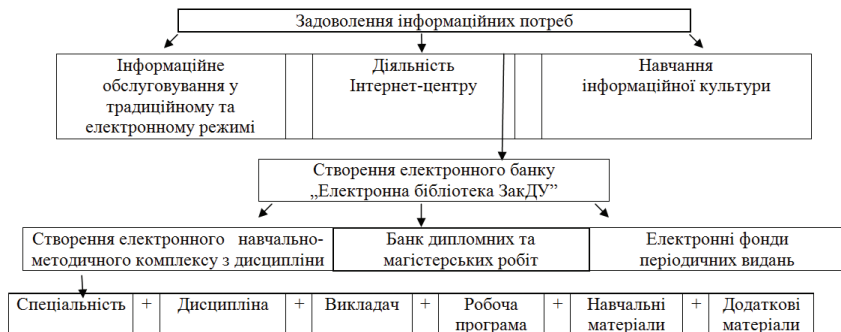 Задоволення інформаційних потреб
Інформаційне
обслуговування у
традиційному та
електронному режимі
Діяльність
Інтернет-центру
Навчання
інформаційної культури
Створення електронного банку
„Електронна бібліотека ЗакДУ”
Створення електронного навчально-
методичного комплексу з дисципліни
Банк дипломних та
магістерських робіт
Електронні фонди
періодичних видань
Спеціальність + Дисципліна + Викладач + Робоча + Навчальні + Додаткові
програма матеріали матеріали